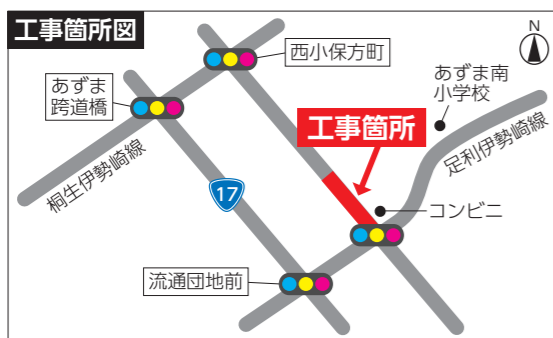 工事箇所図
西小保方町
N
あずま
跨道橋
あずま南
小学校
工事箇所
足利伊勢崎線
桐生伊勢崎線
17
コンビニ
流通団地前